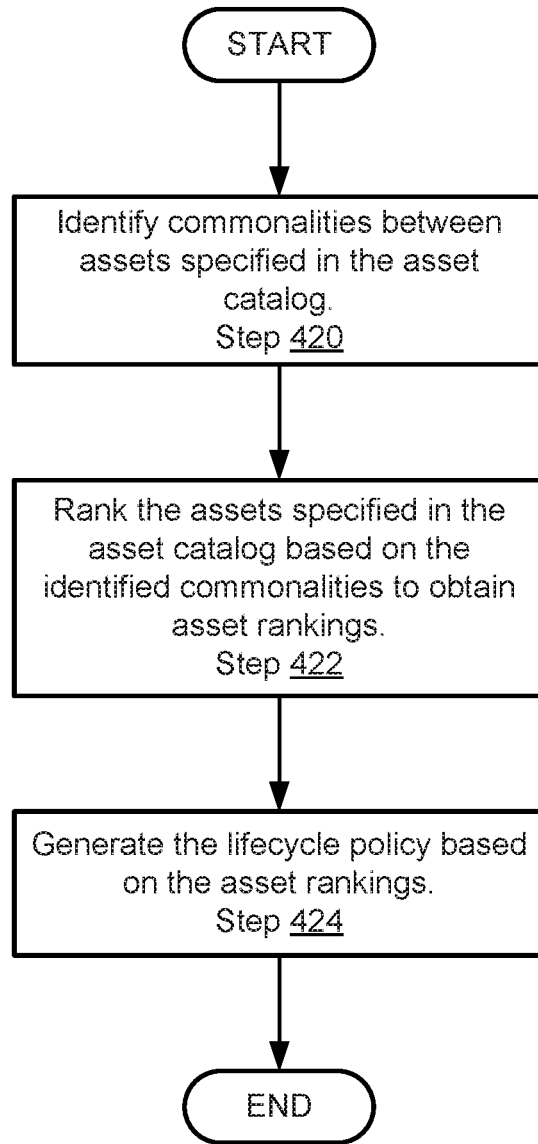 START
Identify commonalities between
assets specified in the asset
catalog.
Step 420
Rank the assets specified in the
asset catalog based on the
identified commonalities to obtain
asset rankings.
Step 422
Generate the lifecycle policy based
on the asset rankings.
Step 424
END